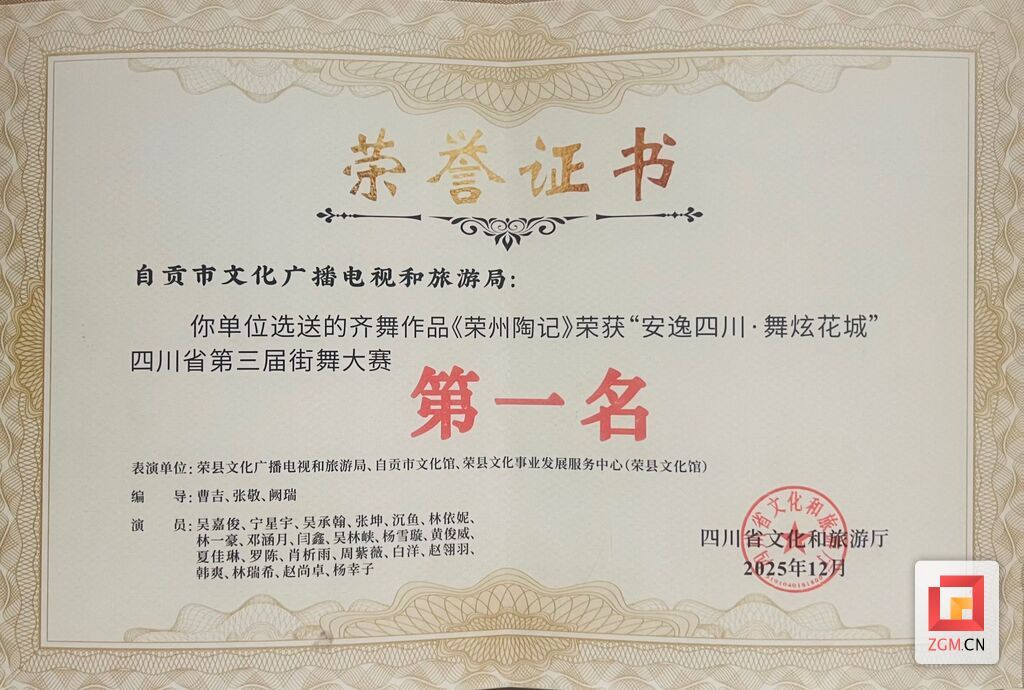 荣誉证书
自贡市文化广播电视和旅游局：
你单位选送的齐舞作品《荣州陶记》荣获“安逸四川·舞炫花城”
四川省第三届街舞大赛
第一名
表演单位：荣县文化广播电视和旅游局、自贡市文化馆、荣县文化事业发展服务中心（荣县文化馆）
编 导：曹吉、张敬、阙瑞
演 员：吴嘉俊、宁星宇、吴承翰、张坤、沉鱼、林依妮、
林一豪、邓涵月、闫鑫、吴林峡、杨雪璇、黄俊威、
夏佳琳、罗陈、肖析雨、周紫薇、白洋、赵翎羽、
韩爽、林瑞希、赵尚卓、杨幸子
四川省文化和旅游厅
2025年12月
ZGM.CN